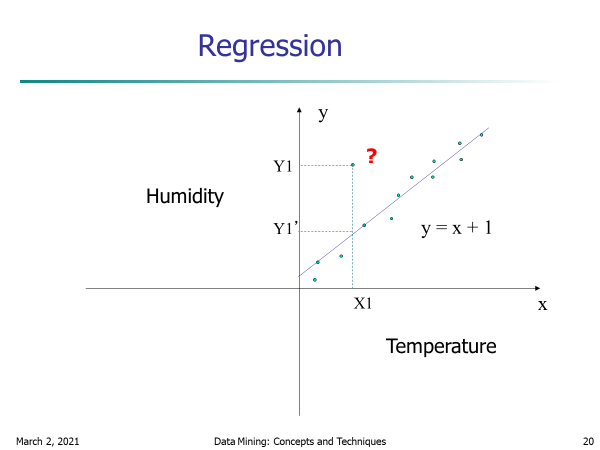 Regression
y
?
Y1
Humidity
Y1’
y = x + 1
X1
x
Temperature
March 2, 2021
Data Mining: Concepts and Techniques
20